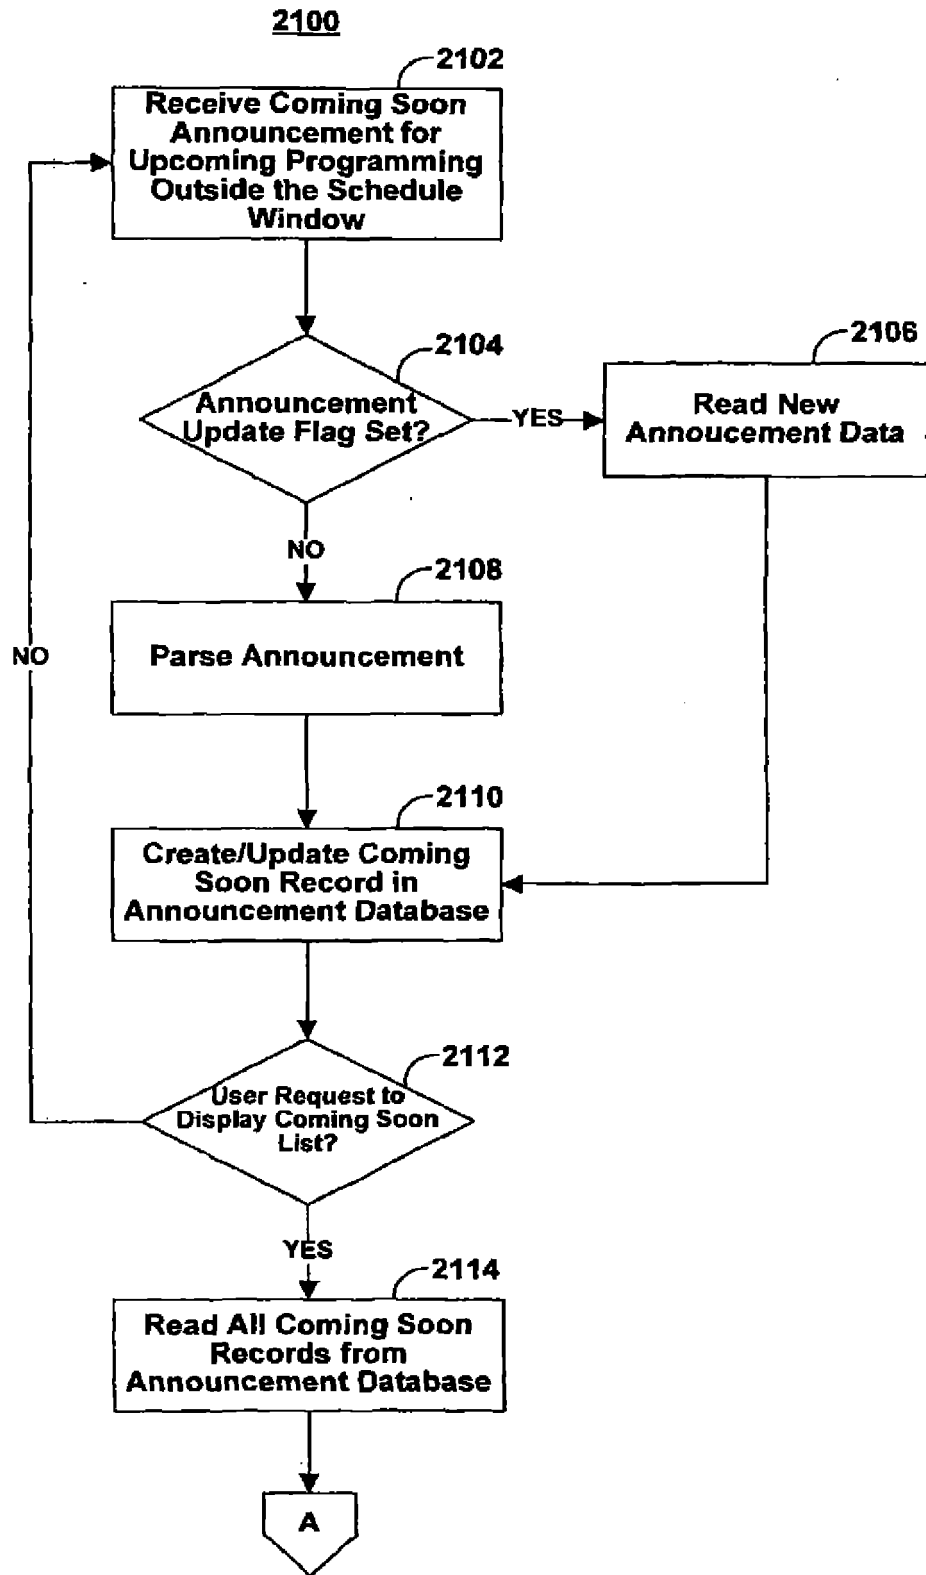 2100
2102
Receive Coming Soon
Announcement for
Upcoming Programming
Outside the Schedule
Window
2104
Announcement
Update Flag Set?
YES
2106
Read New
Annoucement Data
NO
2108
Parse Announcement
NO
2110
Create/Update Coming
Soon Record in
Announcement Database
2112
User Request to
Display Coming Soon
List?
YES
2114
Read All Coming Soon
Records from
Announcement Database
A